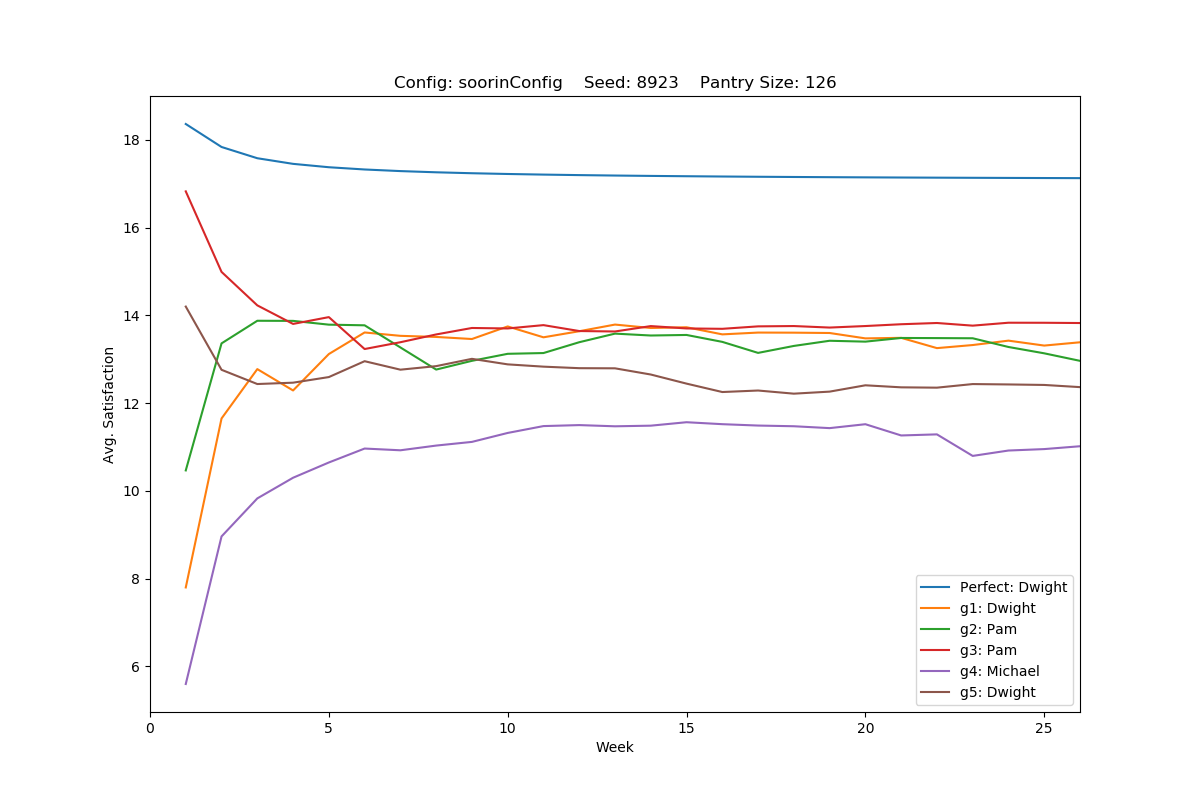 Config: soorinConfig    Seed: 8923    Pantry Size: 126
18
16
14
12
10
8
6
Avg. Satisfaction
0 5 10 15 20 25
Week
Perfect: Dwight
g1: Dwight
g2: Pam
g3: Pam
g4: Michael
g5: Dwight